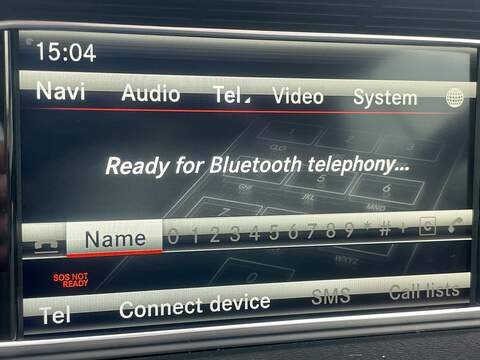 15:04
Navi Audio Tel Video System
Ready for Bluetooth telephony...
Name 0 1 2 3 4 5 6 7 8 9 * # +
SOS NOT
READY
Tel Connect device SMS Call lists